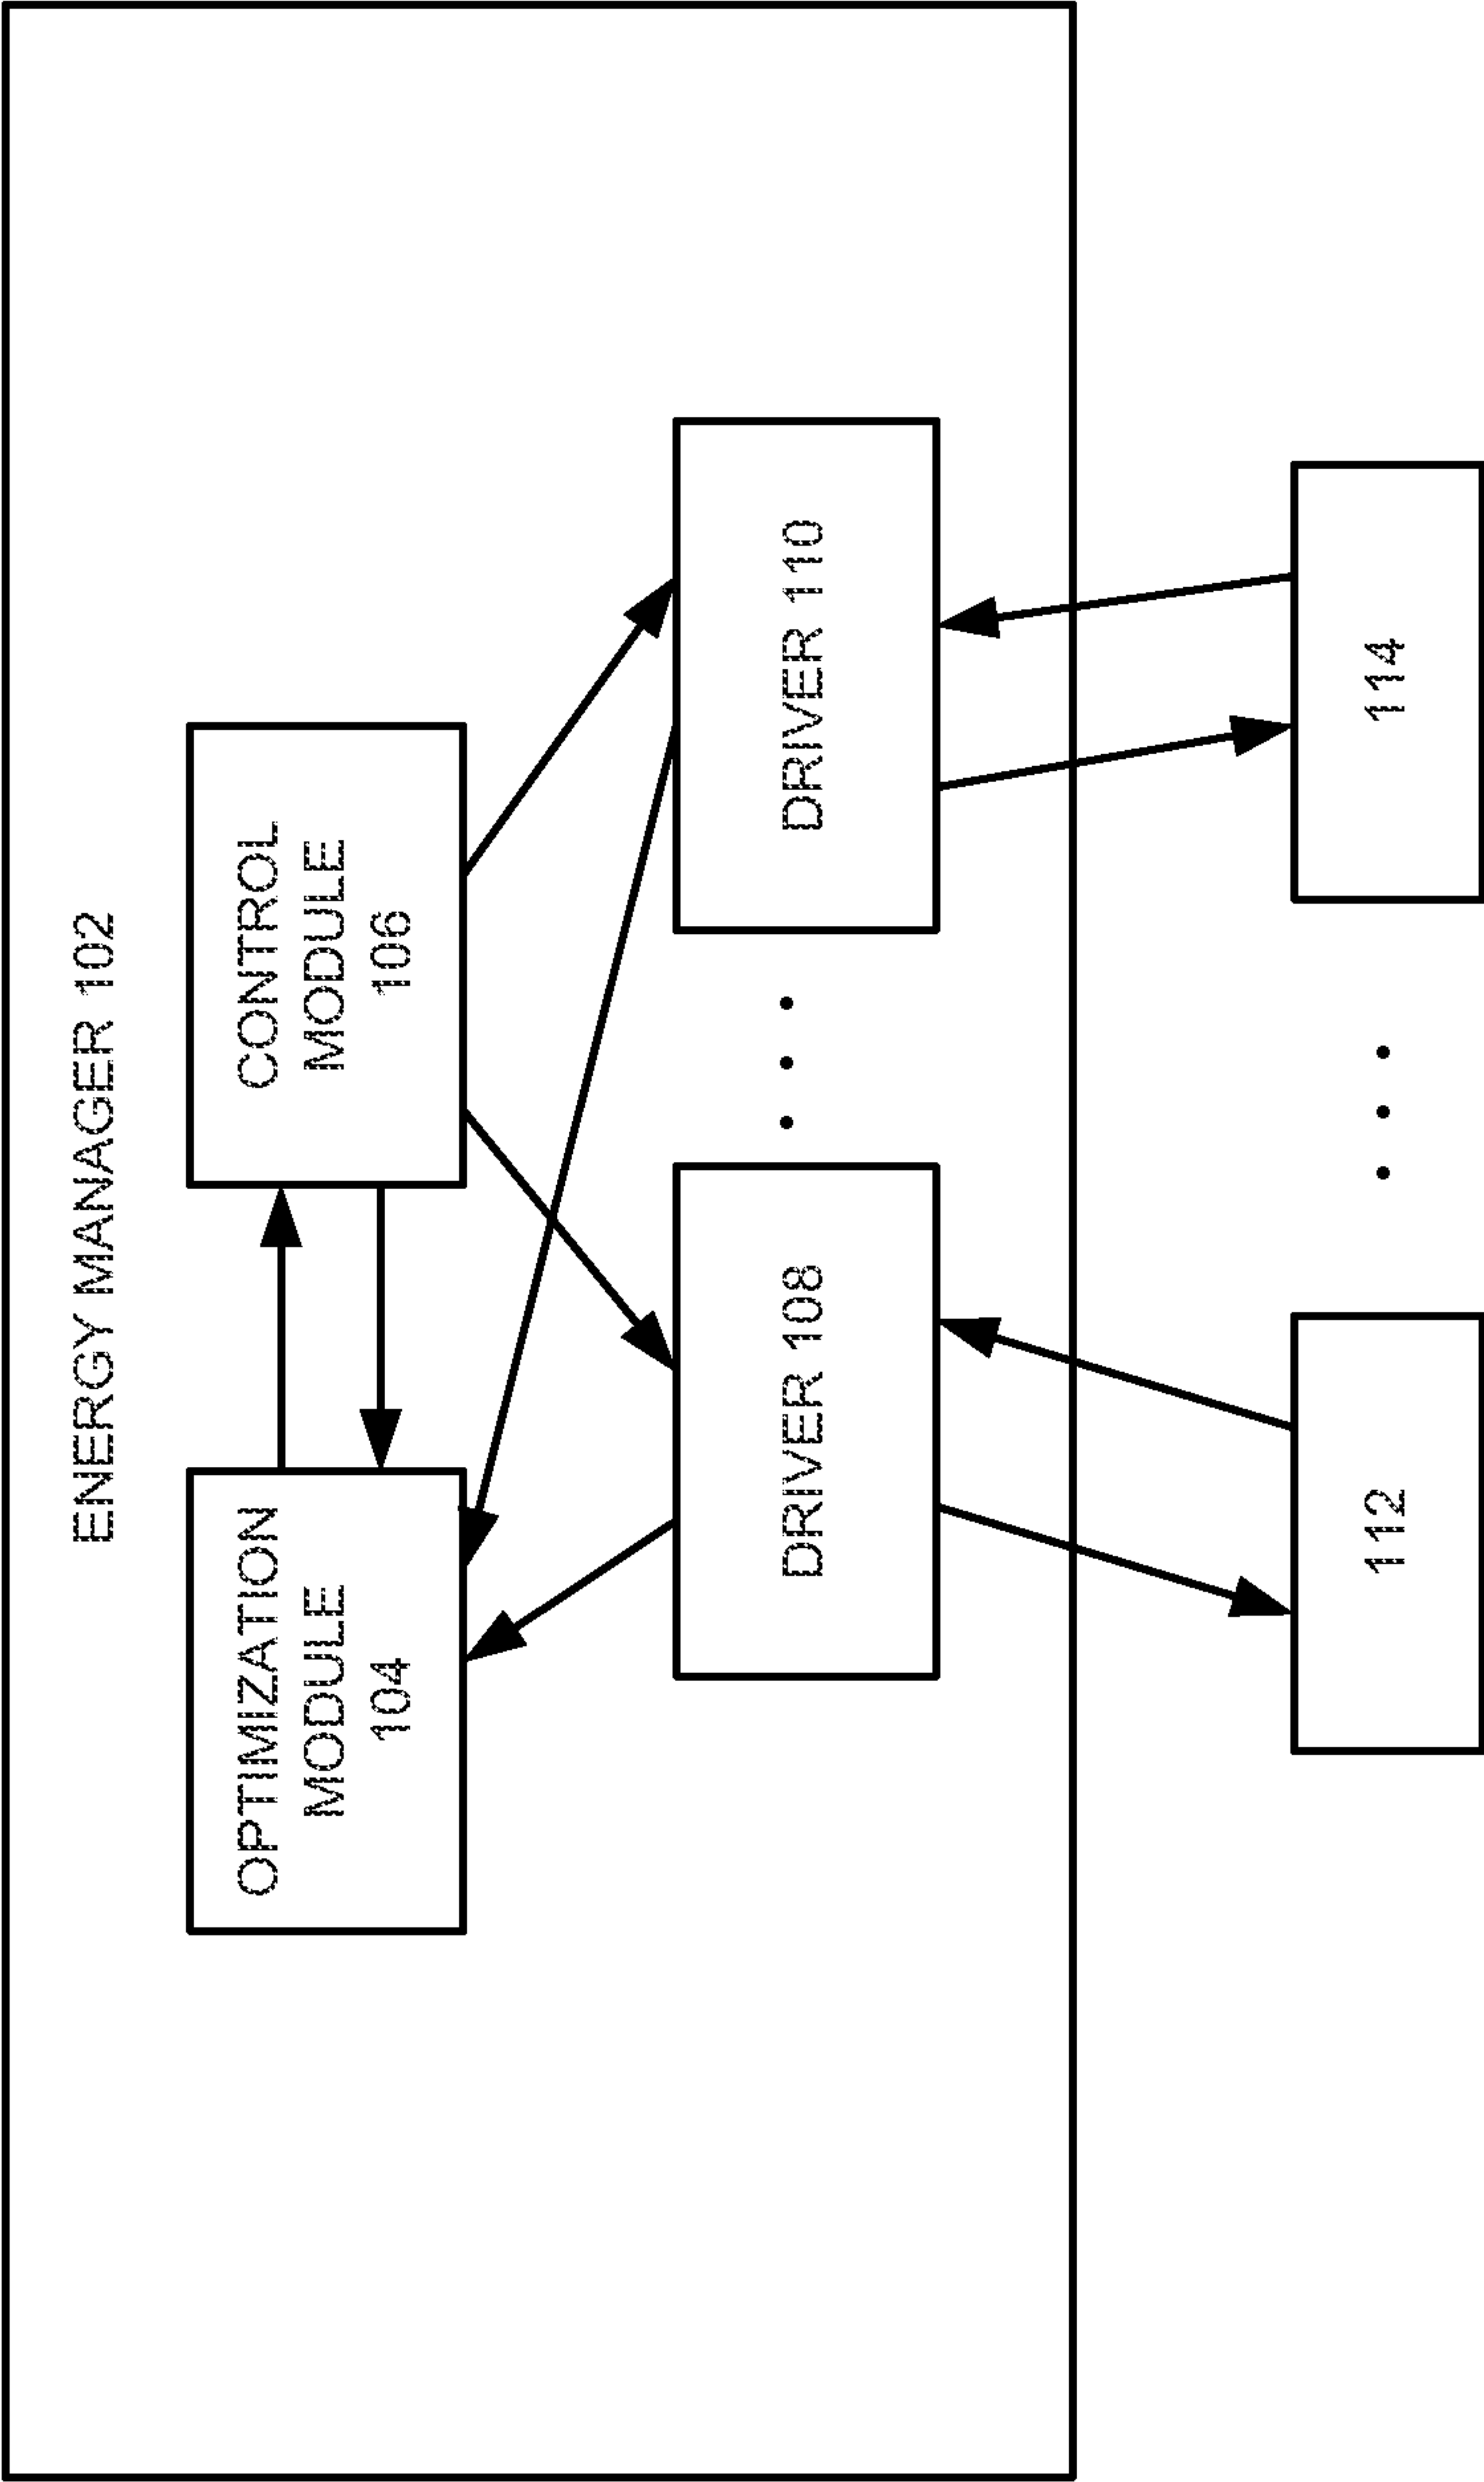 ENERGY MANAGER 102
OPTIMIZATION
MODULE
104
CONTROL
MODULE
106
DRIVER 108
• • •
DRIVER 110
112
• • •
114